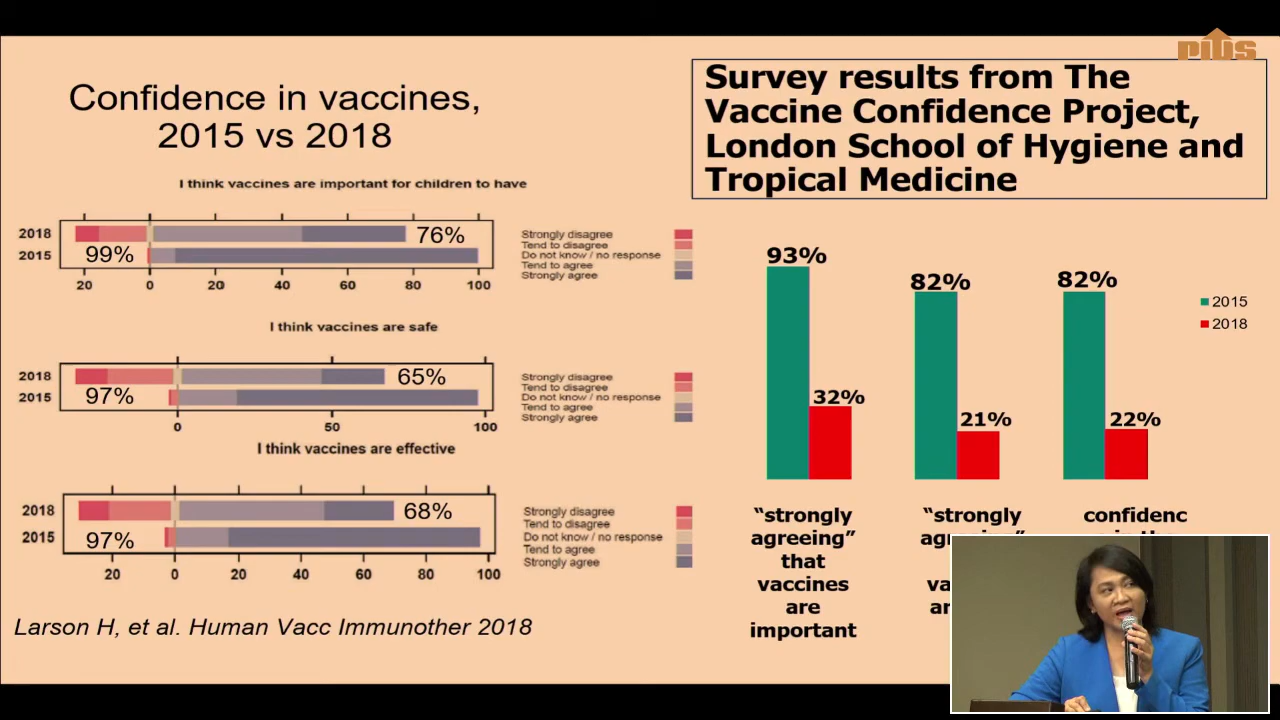 PIDS
Confidence in vaccines,
2015 vs 2018
I think vaccines are important for children to have
2018
76%
2015
99%
20 0 20 40 60 80 100
Strongly disagree
Tend to disagree
Do not know / no response
Tend to agree
Strongly agree
I think vaccines are safe
2018
65%
2015
97%
0 50 100
Strongly disagree
Tend to disagree
Do not know / no response
Tend to agree
Strongly agree
I think vaccines are effective
2018
68%
2015
97%
20 0 20 40 60 80 100
Strongly disagree
Tend to disagree
Do not know / no response
Tend to agree
Strongly agree
Larson H, et al. Human Vacc Immunother 2018
Survey results from The
Vaccine Confidence Project,
London School of Hygiene and
Tropical Medicine
93%
32%
82%
21%
82%
22%
2015
2018
"strongly
agreeing"
that
vaccines
are
important
"strongly
confidenc